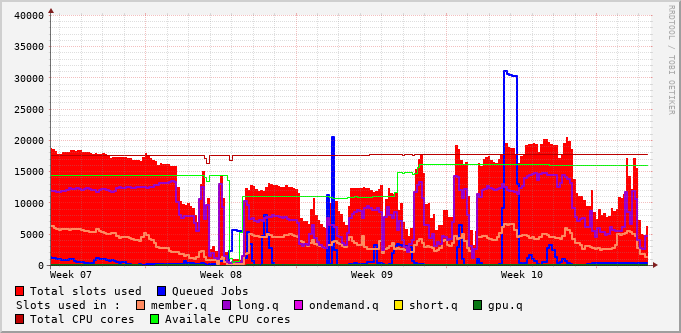 40000
35000
30000
25000
20000
15000
10000
5000
0
Week 07 Week 08 Week 09 Week 10
RRDTOOL / TOBI OETIKER
Total slots used Queued Jobs
Slots used in : member.q long.q ondemand.q short.q gpu.q
Total CPU cores Availale CPU cores